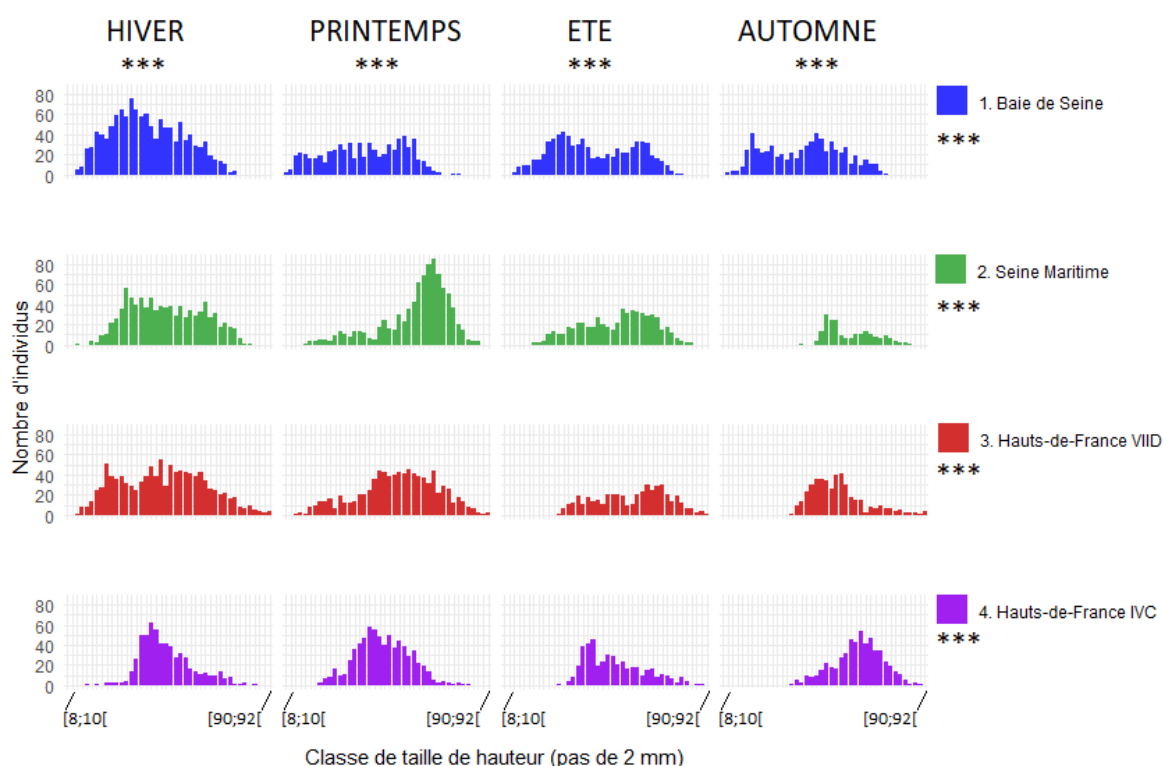 HIVER PRINTEMPS ETE AUTOMNE
*** *** *** ***
Nombre d'individus
80
60
40
20
0
1. Baie de Seine
***
80
60
40
20
0
2. Seine Maritime
***
80
60
40
20
0
3. Hauts-de-France VIID
***
80
60
40
20
0
4. Hauts-de-France IVC
***
[8;10[ [90;92[ [8;10[ [90;92[ [8;10[ [90;92[ [8;10[ [90;92[
Classe de taille de hauteur (pas de 2 mm)